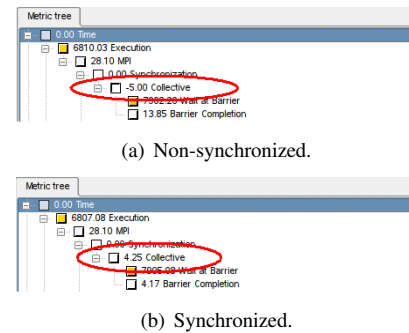 Metric tree
0.00 Time
6810.03 Execution
28.10 MPI
0.00 Synchronization
-5.00 Collective
7902.20 Wait at Barrier
13.85 Barrier Completion
(a) Non-synchronized.
Metric tree
0.00 Time
6807.08 Execution
28.10 MPI
0.00 Synchronization
4.25 Collective
7905.08 Wait at Barrier
4.17 Barrier Completion
(b) Synchronized.